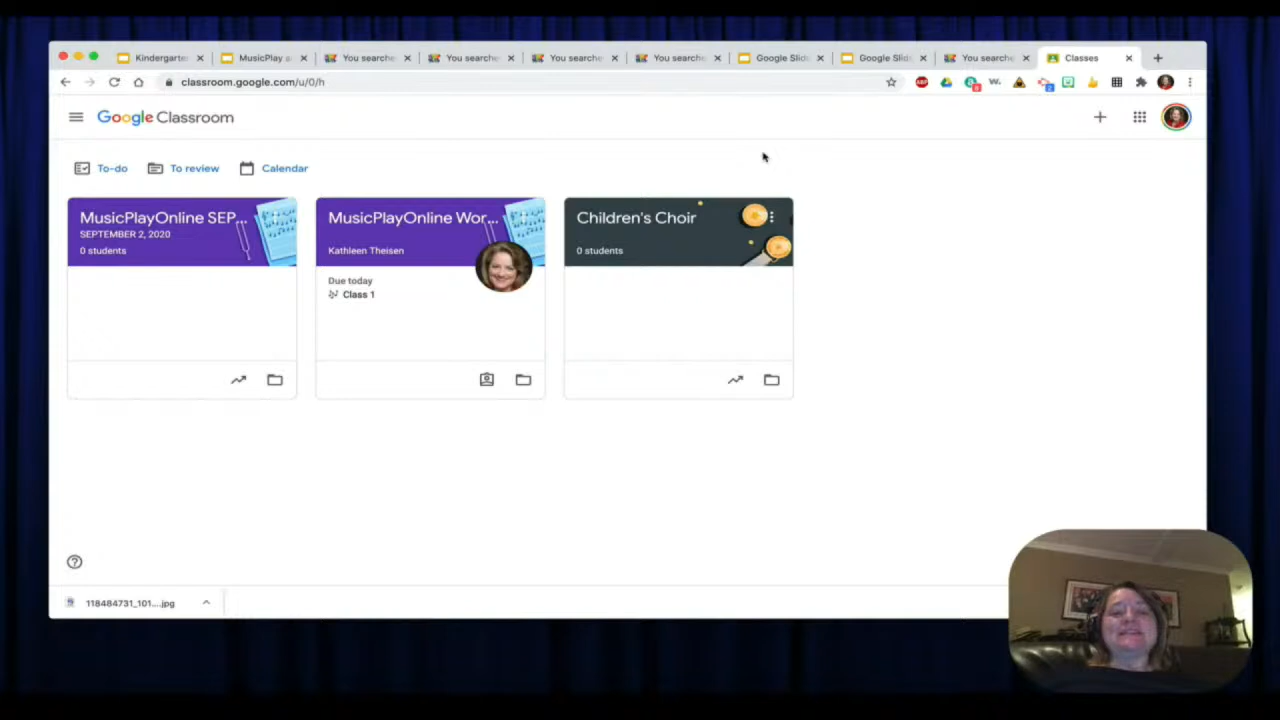 Kindergarte
MusicPlay s
You searche
You searche
You searche
You searche
Google Slid
Google Slid
You searche
Classes
classroom.google.com/u/0/h
Google Classroom
To-do
To review
Calendar
MusicPlayOnline SEP...
SEPTEMBER 2, 2020
0 students
MusicPlayOnline Wor...
Kathleen Theisen
Due today
Class 1
Children's Choir
0 students
118484731_101....jpg